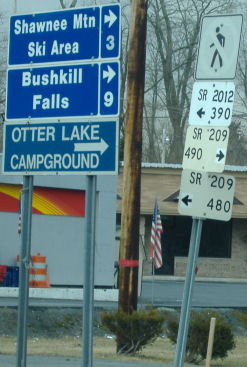 Shawnee Mtn
Ski Area 3
Bushkill
Falls 9
OTTER LAKE
CAMPGROUND
SR 2012
390
SR 209
490
SR 209
480